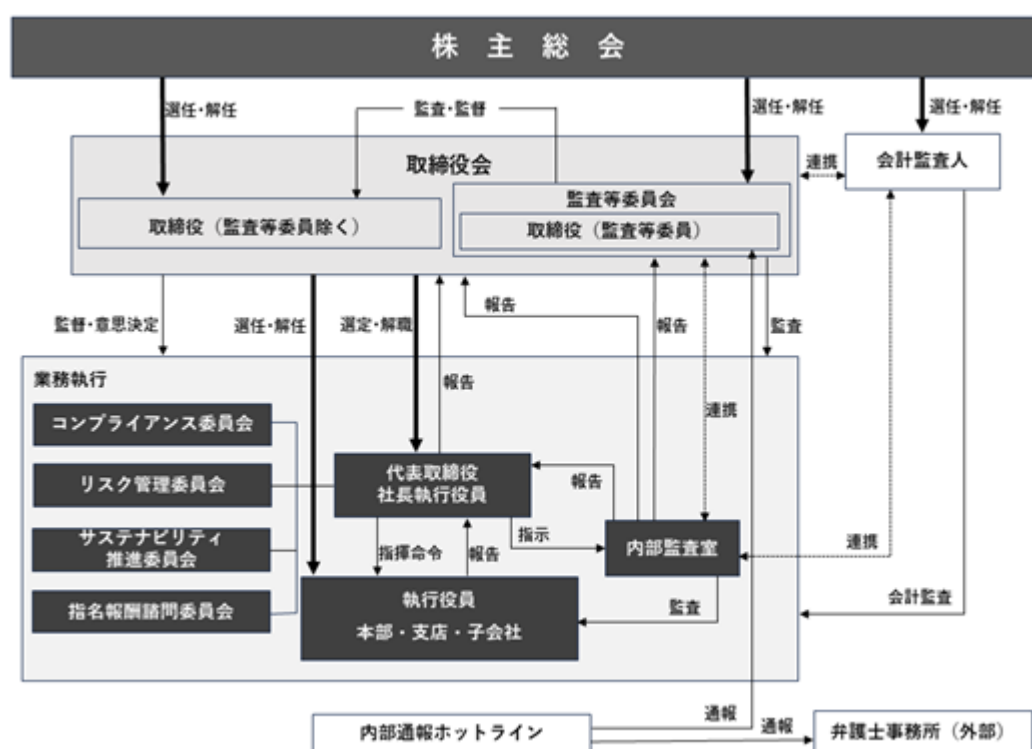 株 主 総 会
選任・解任
監査・監督
選任・解任
選任・解任
取締役会
連携
会計監査人
監査等委員会
取締役（監査等委員除く）
取締役（監査等委員）
監督・意思決定
選任・解任
選定・解職
報告
報告
報告
監査
業務執行
連携
コンプライアンス委員会
リスク管理委員会
サステナビリティ
推進委員会
指名報酬諮問委員会
代表取締役
社長執行役員
報告
指揮命令
報告
指示
内部監査室
連携
執行役員
本部・支店・子会社
監査
会計監査
内部通報ホットライン
通報
通報
弁護士事務所（外部）